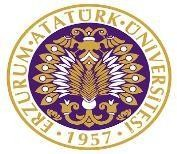 ERZURUM · ATATÜRK · ÜNİVERSİTESİ
· 1957 ·